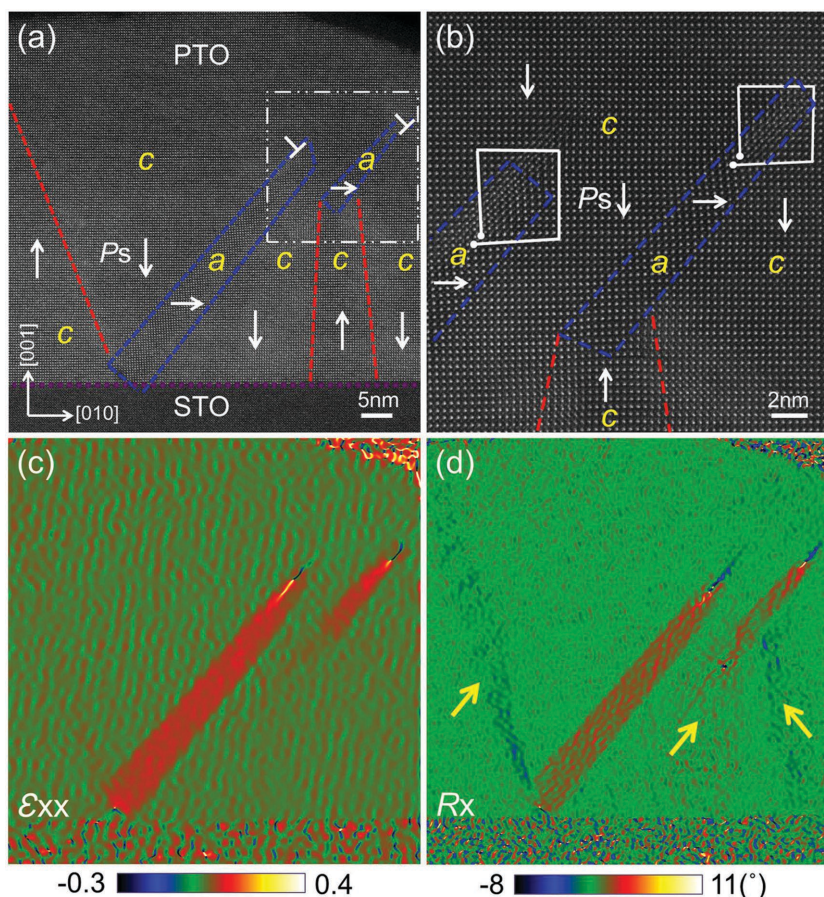 (a)
PTO
c
a
Ps
a
c
c
c
c
[001]
[010]
STO
5nm
(b)
c
Ps
a
a
c
c
2nm
(c)
εxx
-0.3
0.4
(d)
Rx
-8
11(°)